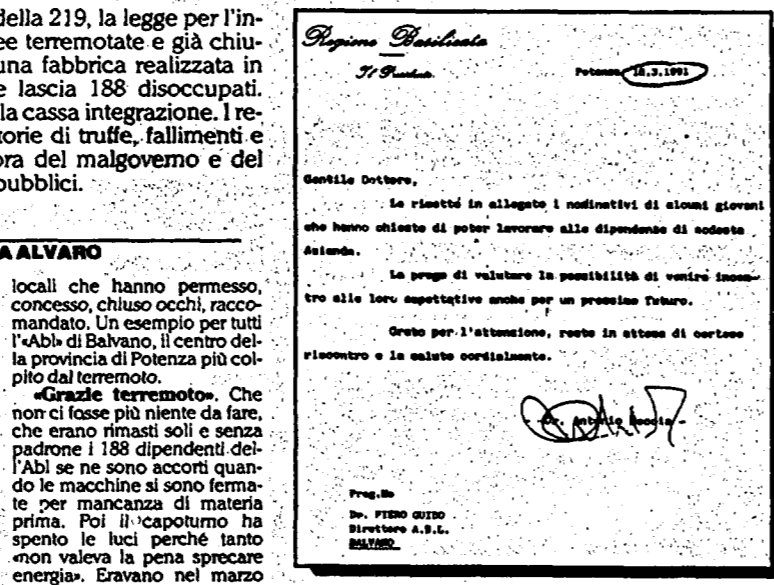 della 219, la legge per l'in-
ee terremotate e già chiu-
una fabbrica realizzata in
e lascia 188 disoccupati.
la cassa integrazione. I re-
torie di truffe, fallimenti e
ora del malgoverno e del
pubblici.
A ALVARO
locali che hanno permesso,
concesso, chiuso occhi, racco-
mandato. Un esempio per tutti
l'«Abl» di Balvano, il centro del-
la provincia di Potenza più col-
pito dal terremoto.
«Grazie terremoto». Che
non ci fosse più niente da fare,
che erano rimasti soli e senza
padrone i 188 dipendenti del-
l'Abl se ne sono accorti quan-
do le macchine si sono ferma-
te per mancanza di materia
prima. Poi il capoturno ha
spento le luci perché tanto
«non valeva la pena sprecare
energia». Eravano nel marzo
Regione Basilicata
Il Presidente
Potenza 18.3.1991
Gentile Dottore,
Le rimetto in allegato i nominativi di alcuni giovani
che hanno chiesto di poter lavorare alle dipendenze di codesta
Azienda.
La prego di valutare la possibilità di venire incon-
tro alle loro aspettative anche per un prossimo futuro.
Grato per l'attenzione, resto in attesa di cortese
riscontro e la saluto cordialmente.
- Dr. Antonio Boccia -
Preg.mo
Dr. PIERO GUIDO
Direttore A.B.L.
BALVANO